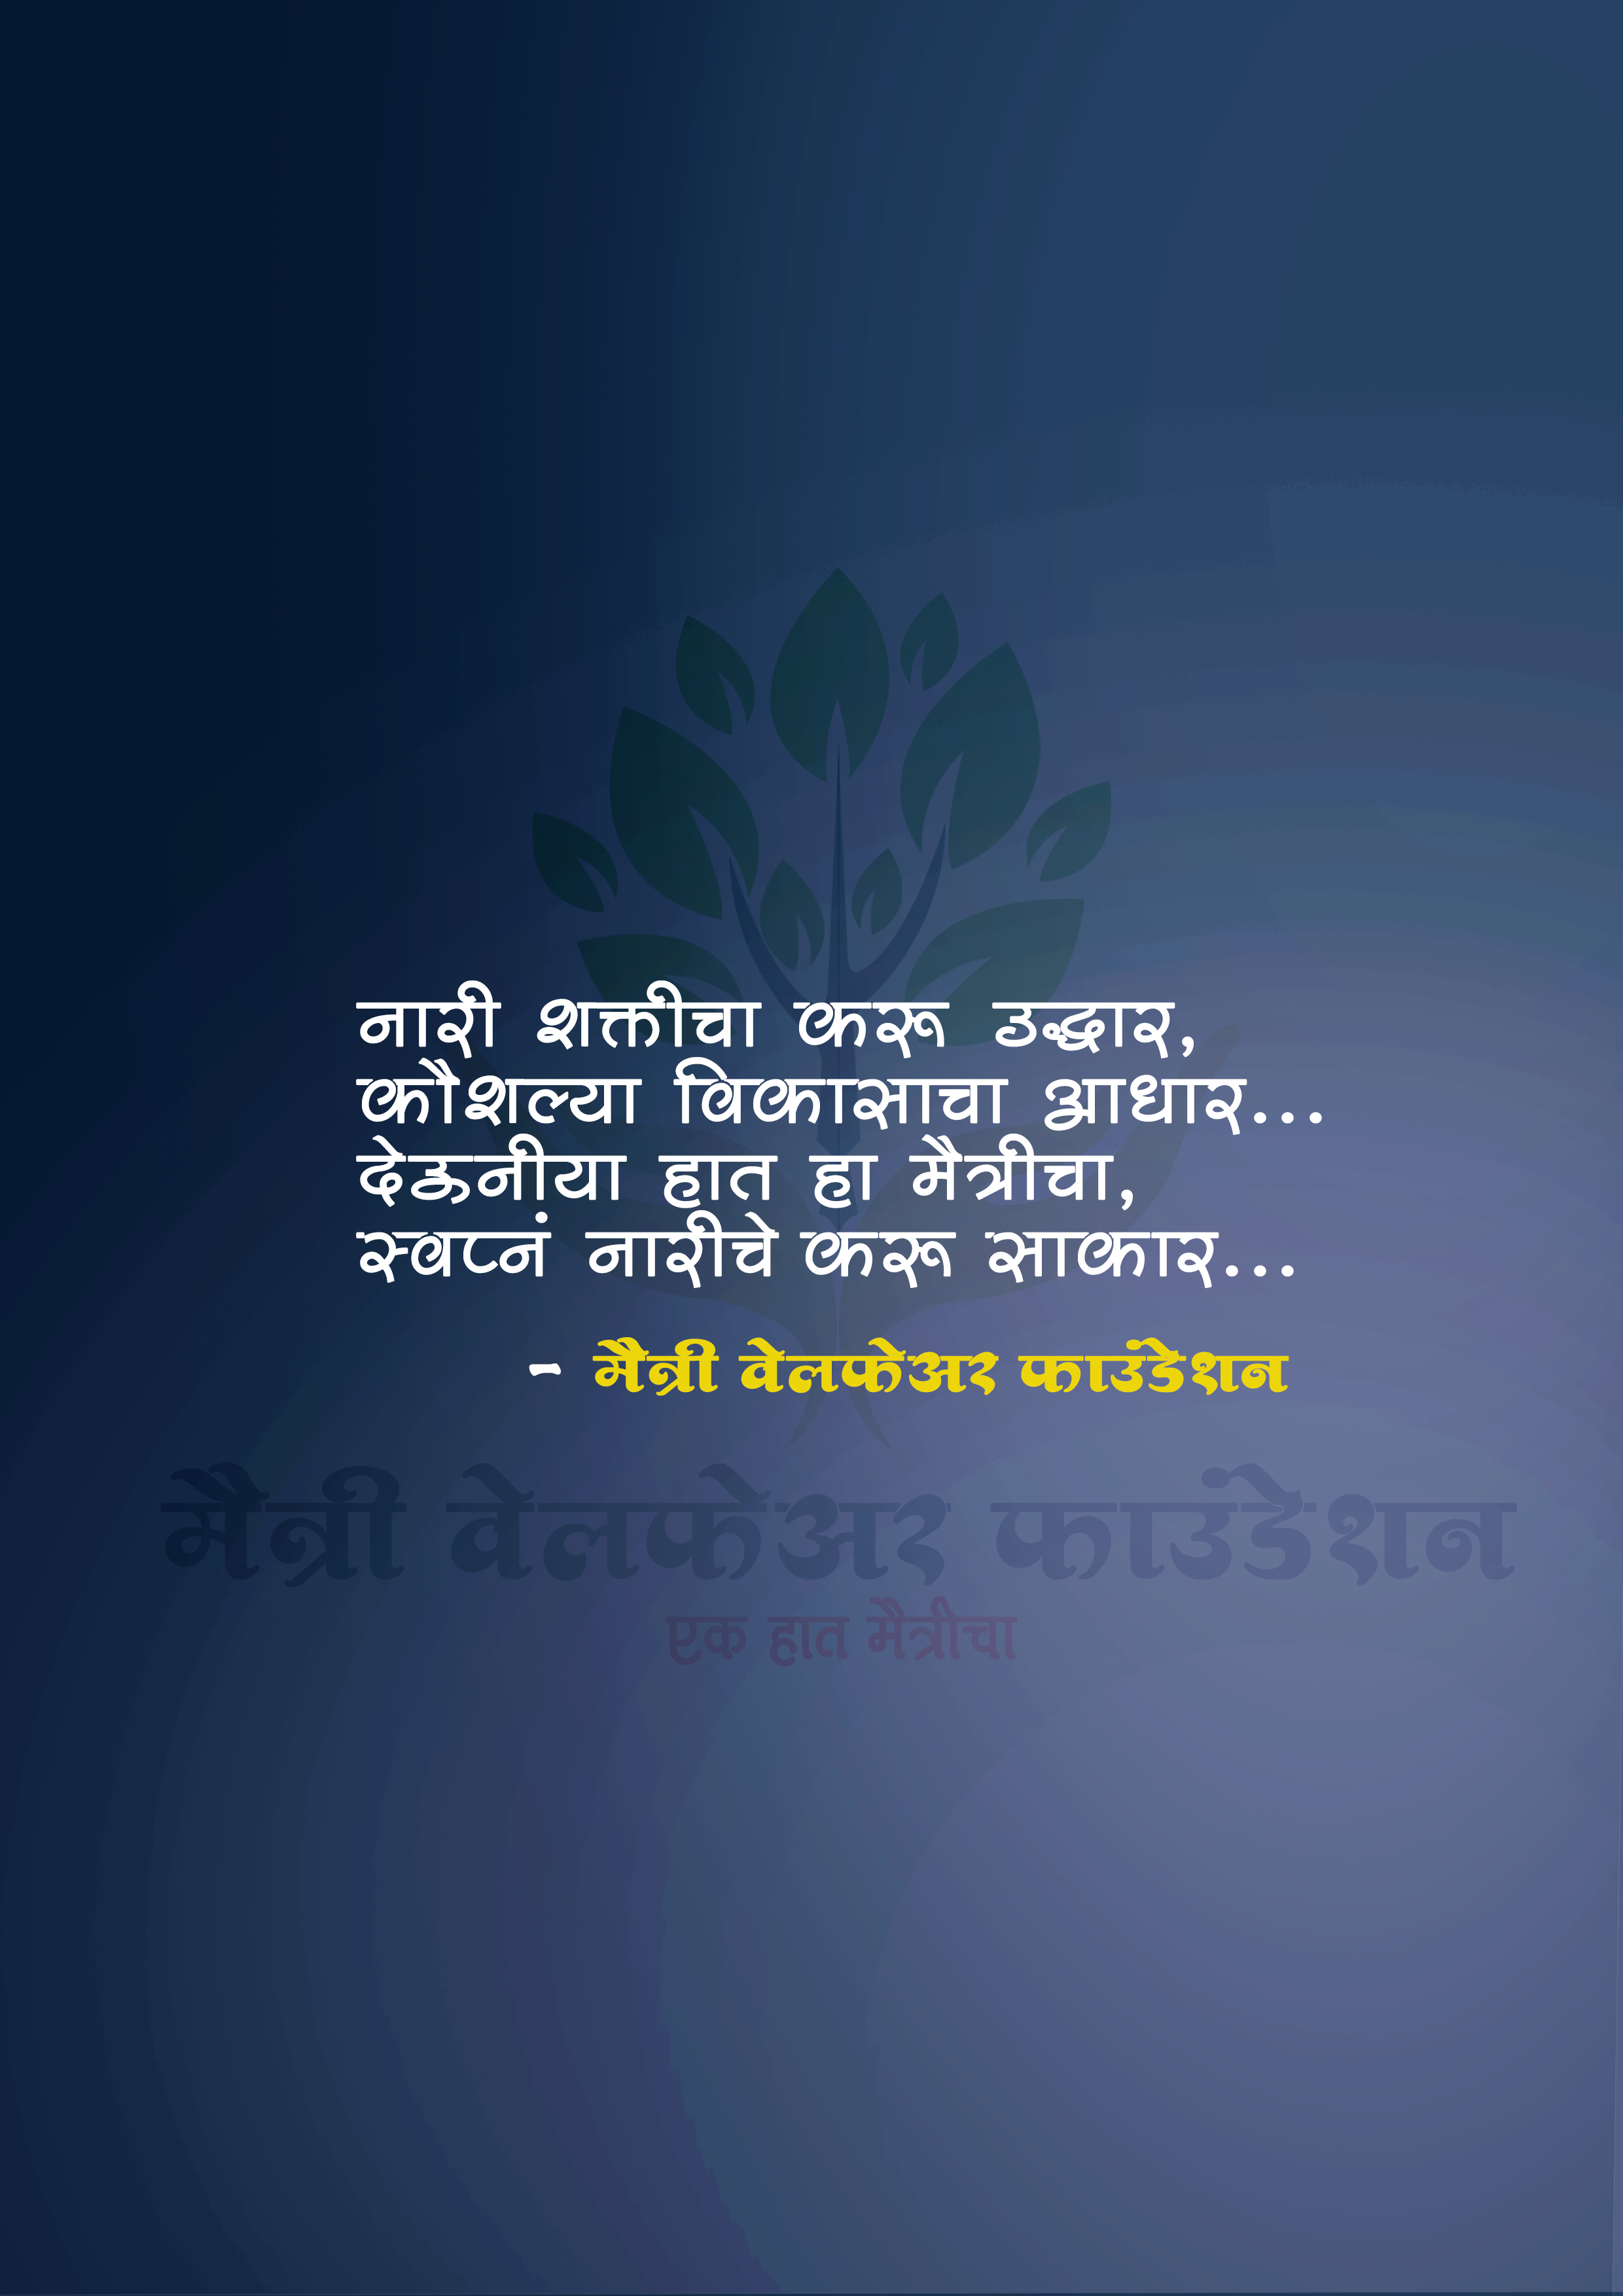 नारी शक्तीचा करू उद्धार,
कौशल्या विकासाचा आधार...
देऊनीया हात हा मैत्रीचा,
स्वप्नं नारीचे करू साकार...
- मैत्री वेलफेअर फाउंडेशन
मैत्री वेलफेअर फाउंडेशन
एक हात मैत्रीचा